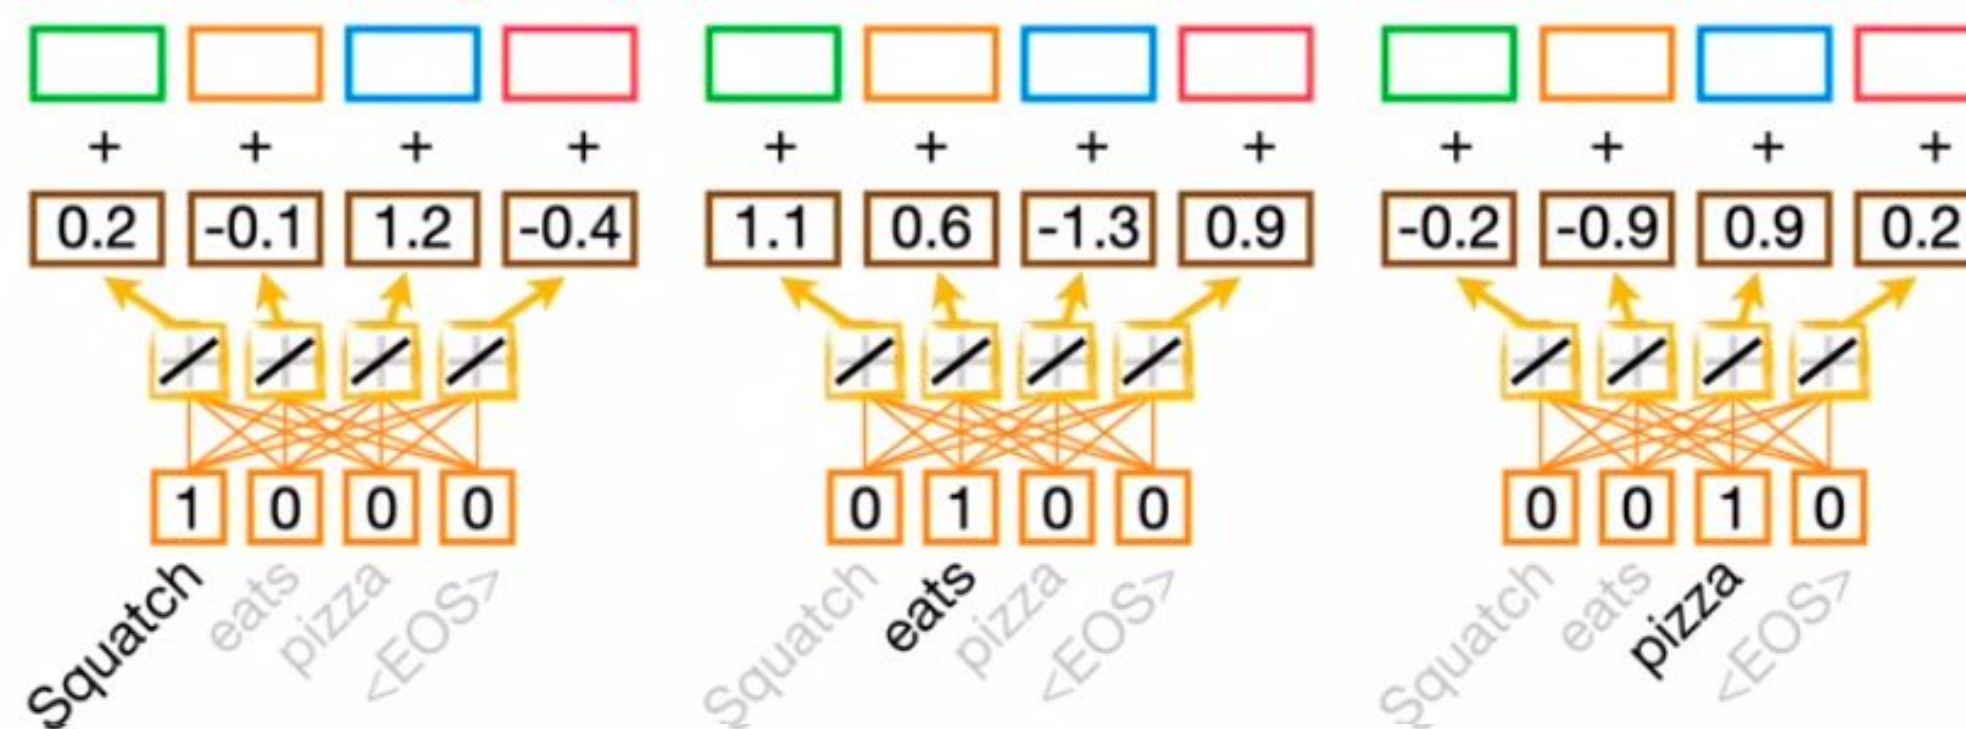 + + + + + + + + + + + +
0.2 -0.1 1.2 -0.4 1.1 0.6 -1.3 0.9 -0.2 -0.9 0.9 0.2
1 0 0 0 0 1 0 0 0 0 1 0
Squatch eats pizza <EOS> Squatch eats pizza <EOS> Squatch eats pizza <EOS>